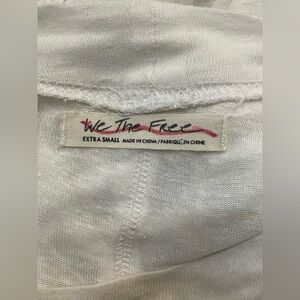 We The Free
EXTRA SMALL MADE IN CHINA / FABRIQUÉ EN CHINE